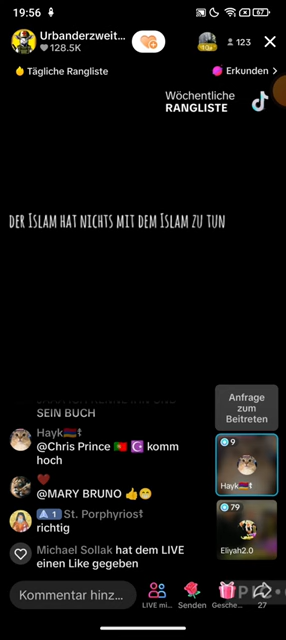 19:56
67
Urbanderzweit...
128.5K
123
Tägliche Rangliste
Erkunden >
Wöchentliche
RANGLISTE
der Islam hat nichts mit dem Islam zu tun
SEIN BUCH
Hayk
@Chris Prince 🇵🇹 ☪️ komm
hoch
@MARY BRUNO 👍😁
1 St. Porphyrios
richtig
Michael Sollak hat dem LIVE
einen Like gegeben
Anfrage
zum
Beitreten
9
Hayk
79
Eliyah2.0
Kommentar hinz...
LIVE mi...
Senden
Gesche...
27